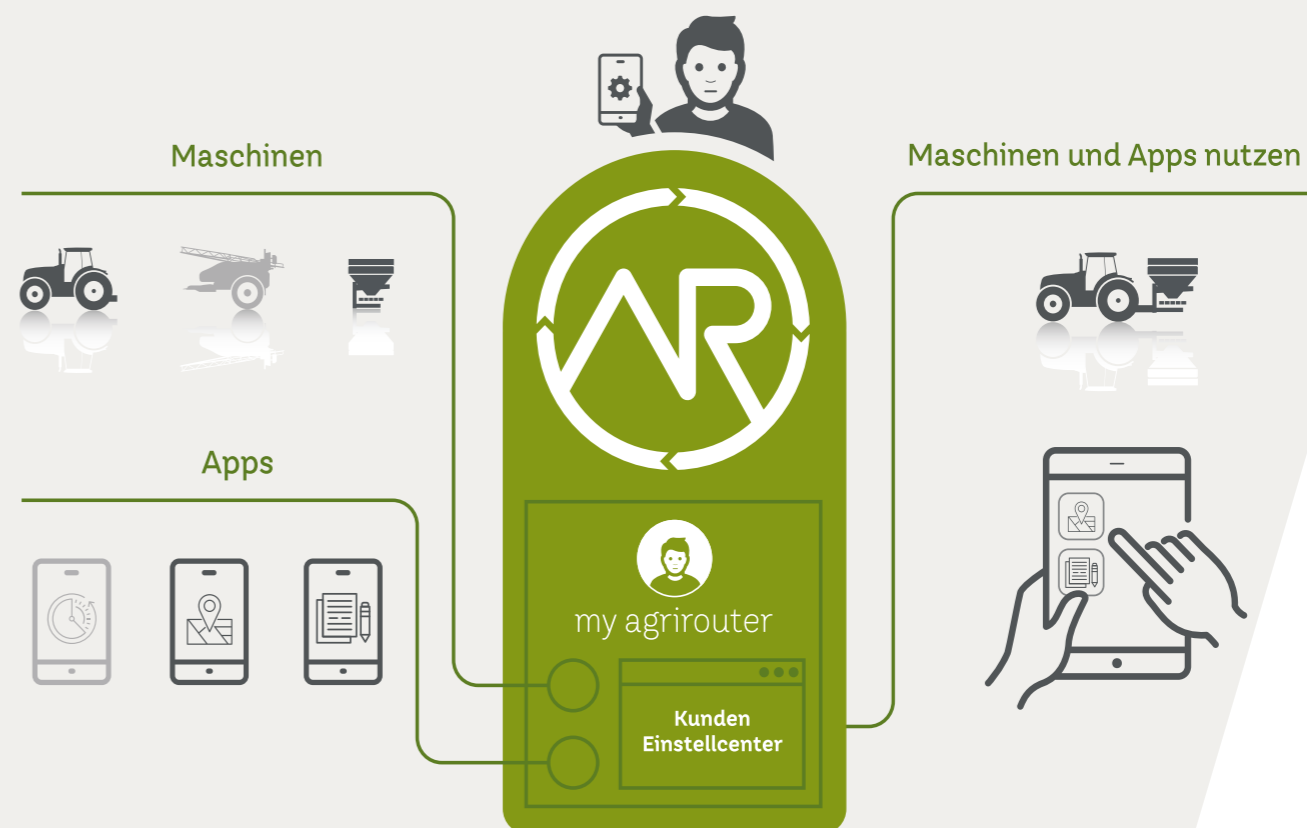 Maschinen
Maschinen und Apps nutzen
AR
Apps
my agrirouter
Kunden
Einstellcenter